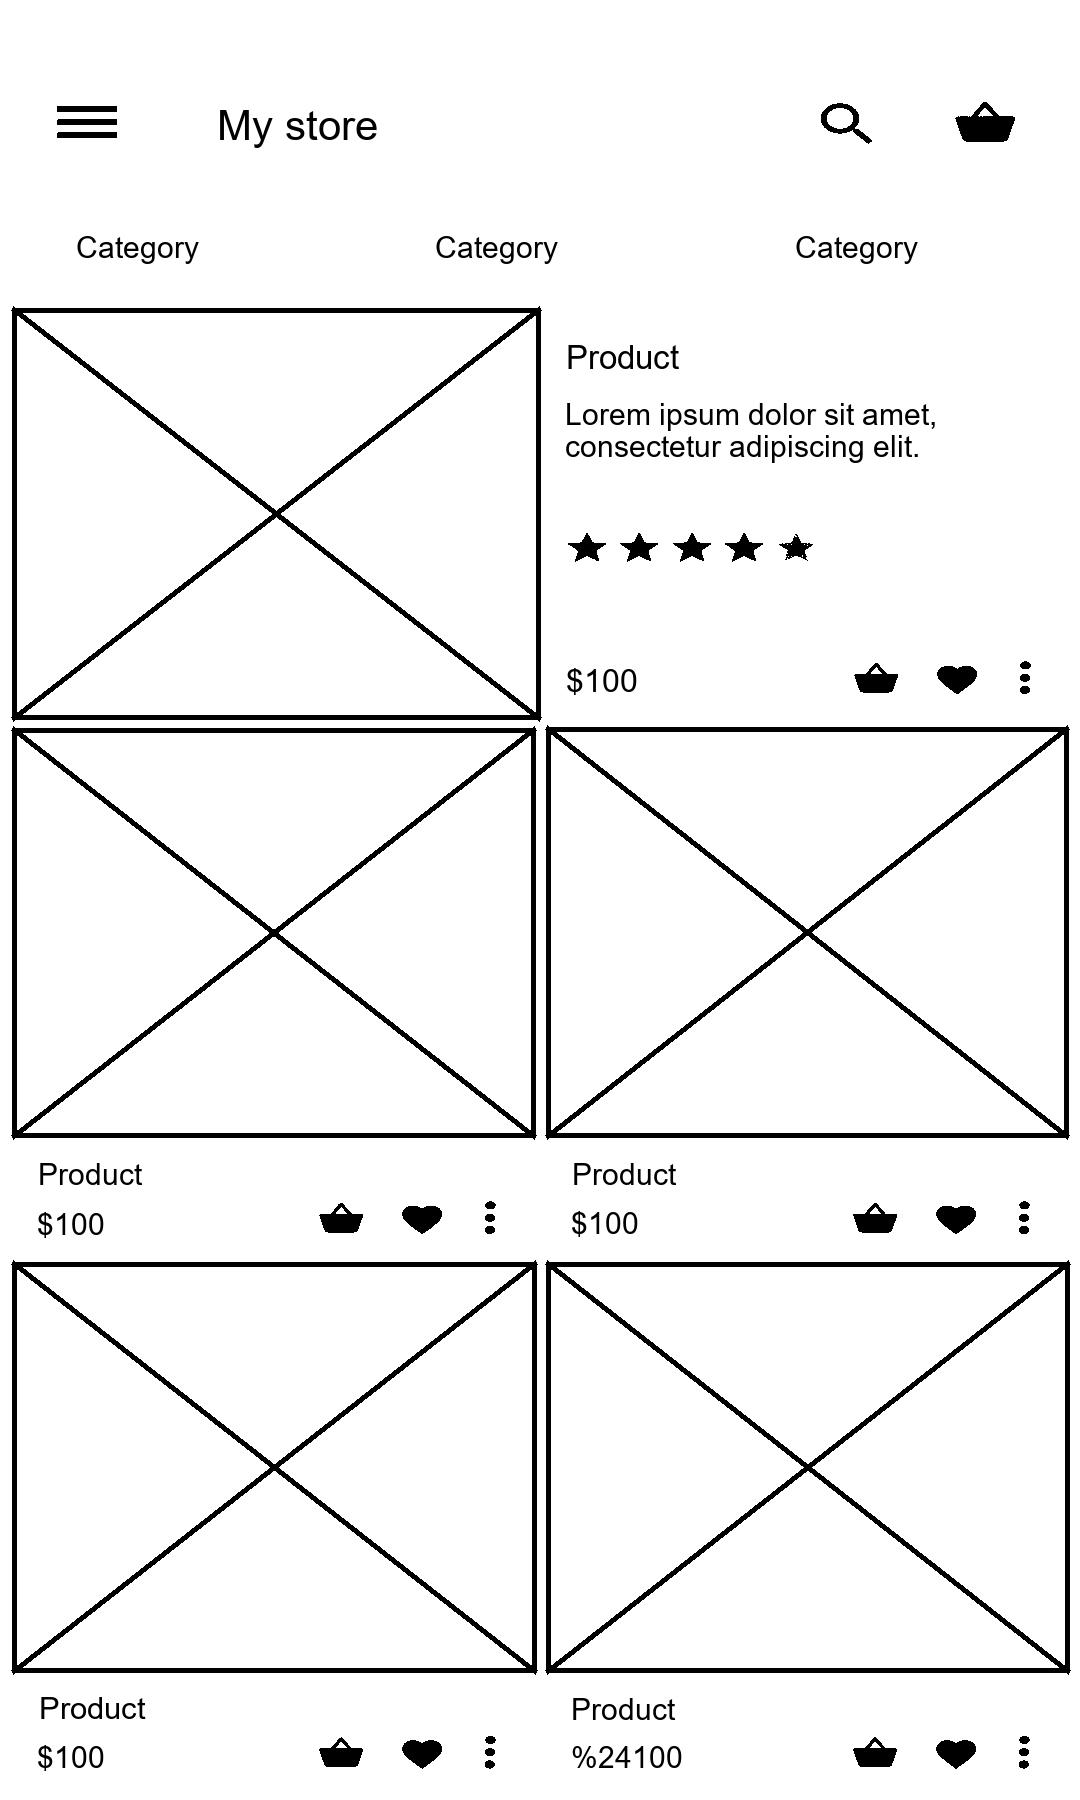 My store
Category
Category
Category
Product
Lorem ipsum dolor sit amet,
consectetur adipiscing elit.
$100
Product
$100
Product
$100
Product
$100
Product
%24100